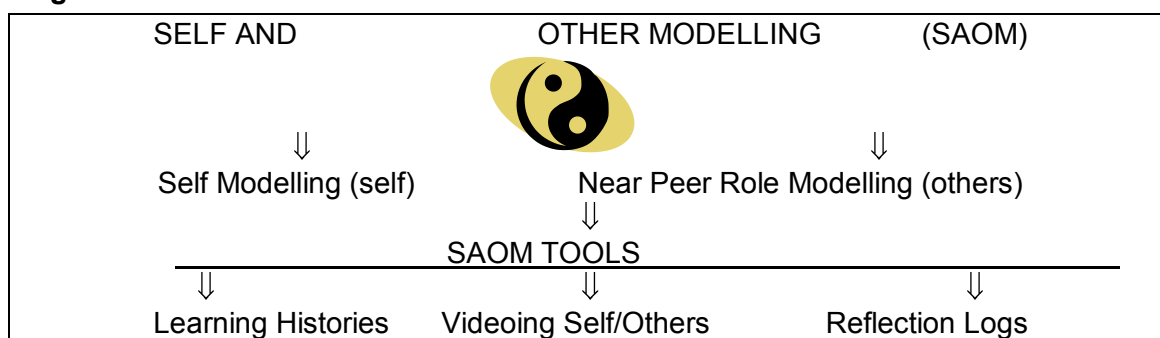 SELF AND OTHER MODELLING (SAOM)
⇓ ⇓
Self Modelling (self) Near Peer Role Modelling (others)
⇓
SAOM TOOLS
⇓ ⇓ ⇓
Learning Histories Videoing Self/Others Reflection Logs